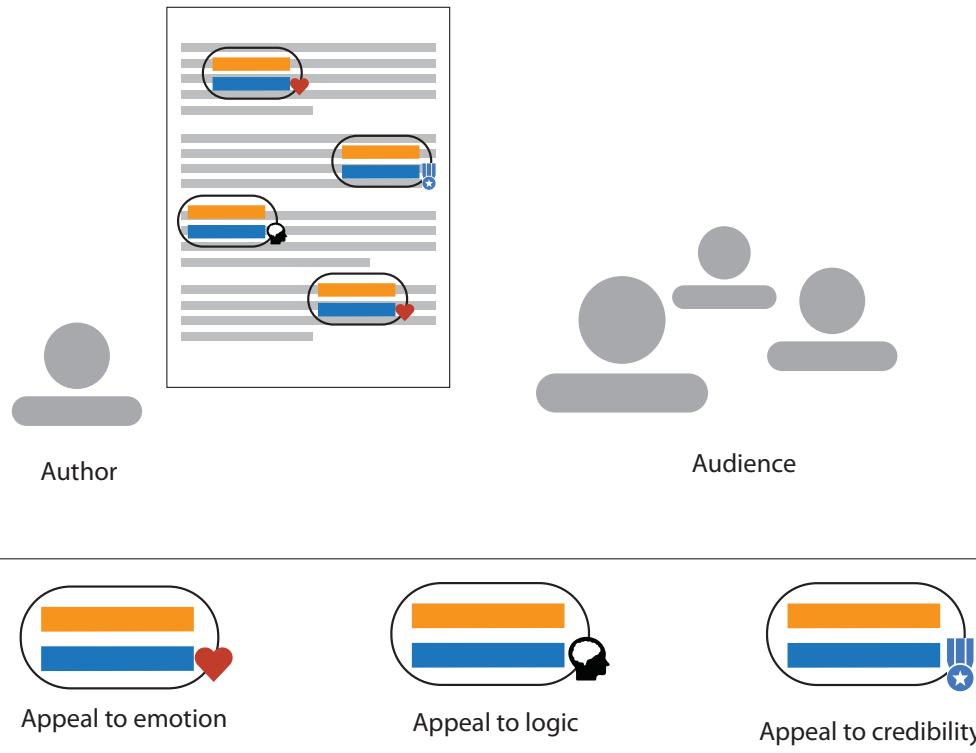 Author
Audience
Appeal to emotion
Appeal to logic
Appeal to credibility